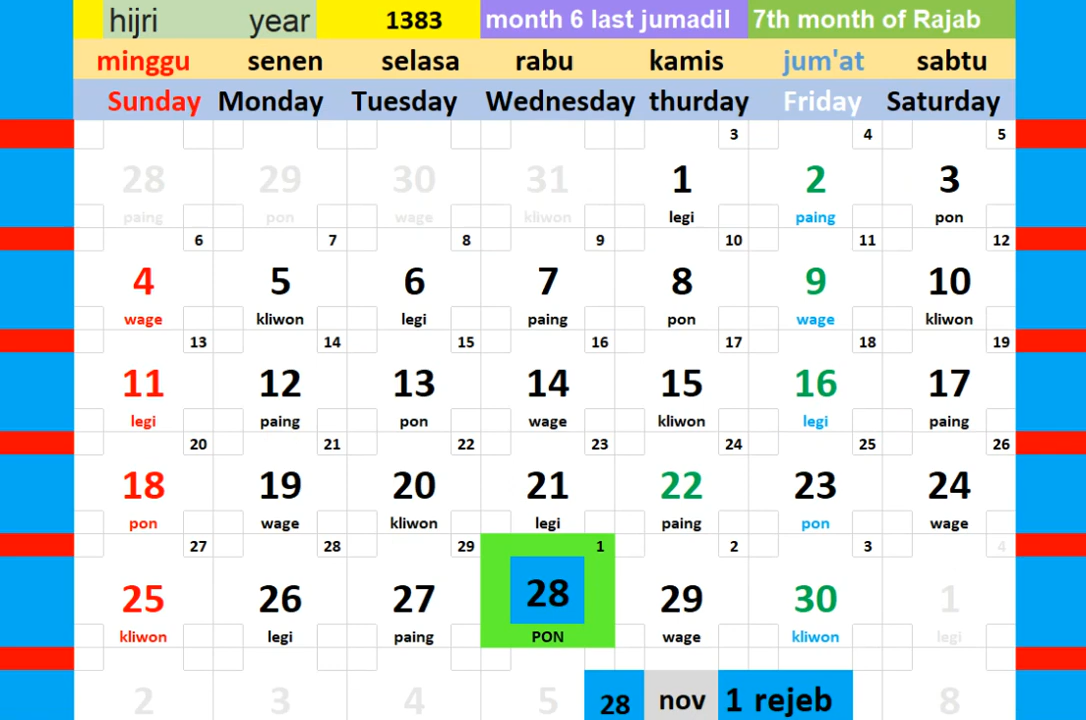 hijri year 1383 month 6 last jumadil 7th month of Rajab
minggu senen selasa rabu kamis jum'at sabtu
Sunday Monday Tuesday Wednesday thurday Friday Saturday
3 4 5
28 29 30 31 1 2 3
paing pon wage kliwon legi paing pon
6 7 8 9 10 11 12
4 5 6 7 8 9 10
wage kliwon legi paing pon wage kliwon
13 14 15 16 17 18 19
11 12 13 14 15 16 17
legi paing pon wage kliwon legi paing
20 21 22 23 24 25 26
18 19 20 21 22 23 24
pon wage kliwon legi paing pon wage
27 28 29 1 2 3 4
25 26 27 28 29 30 1
kliwon legi paing PON wage kliwon legi
2 3 4 5 28 nov 1 rejeb 8